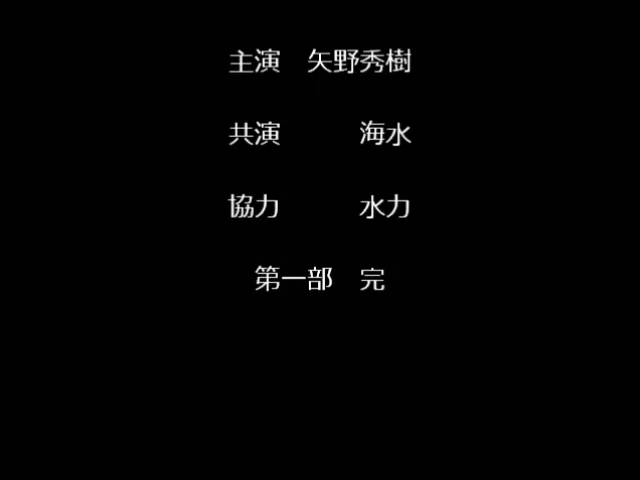 主演　矢野秀樹
共演　　　海水
協力　　　水力
第一部　完